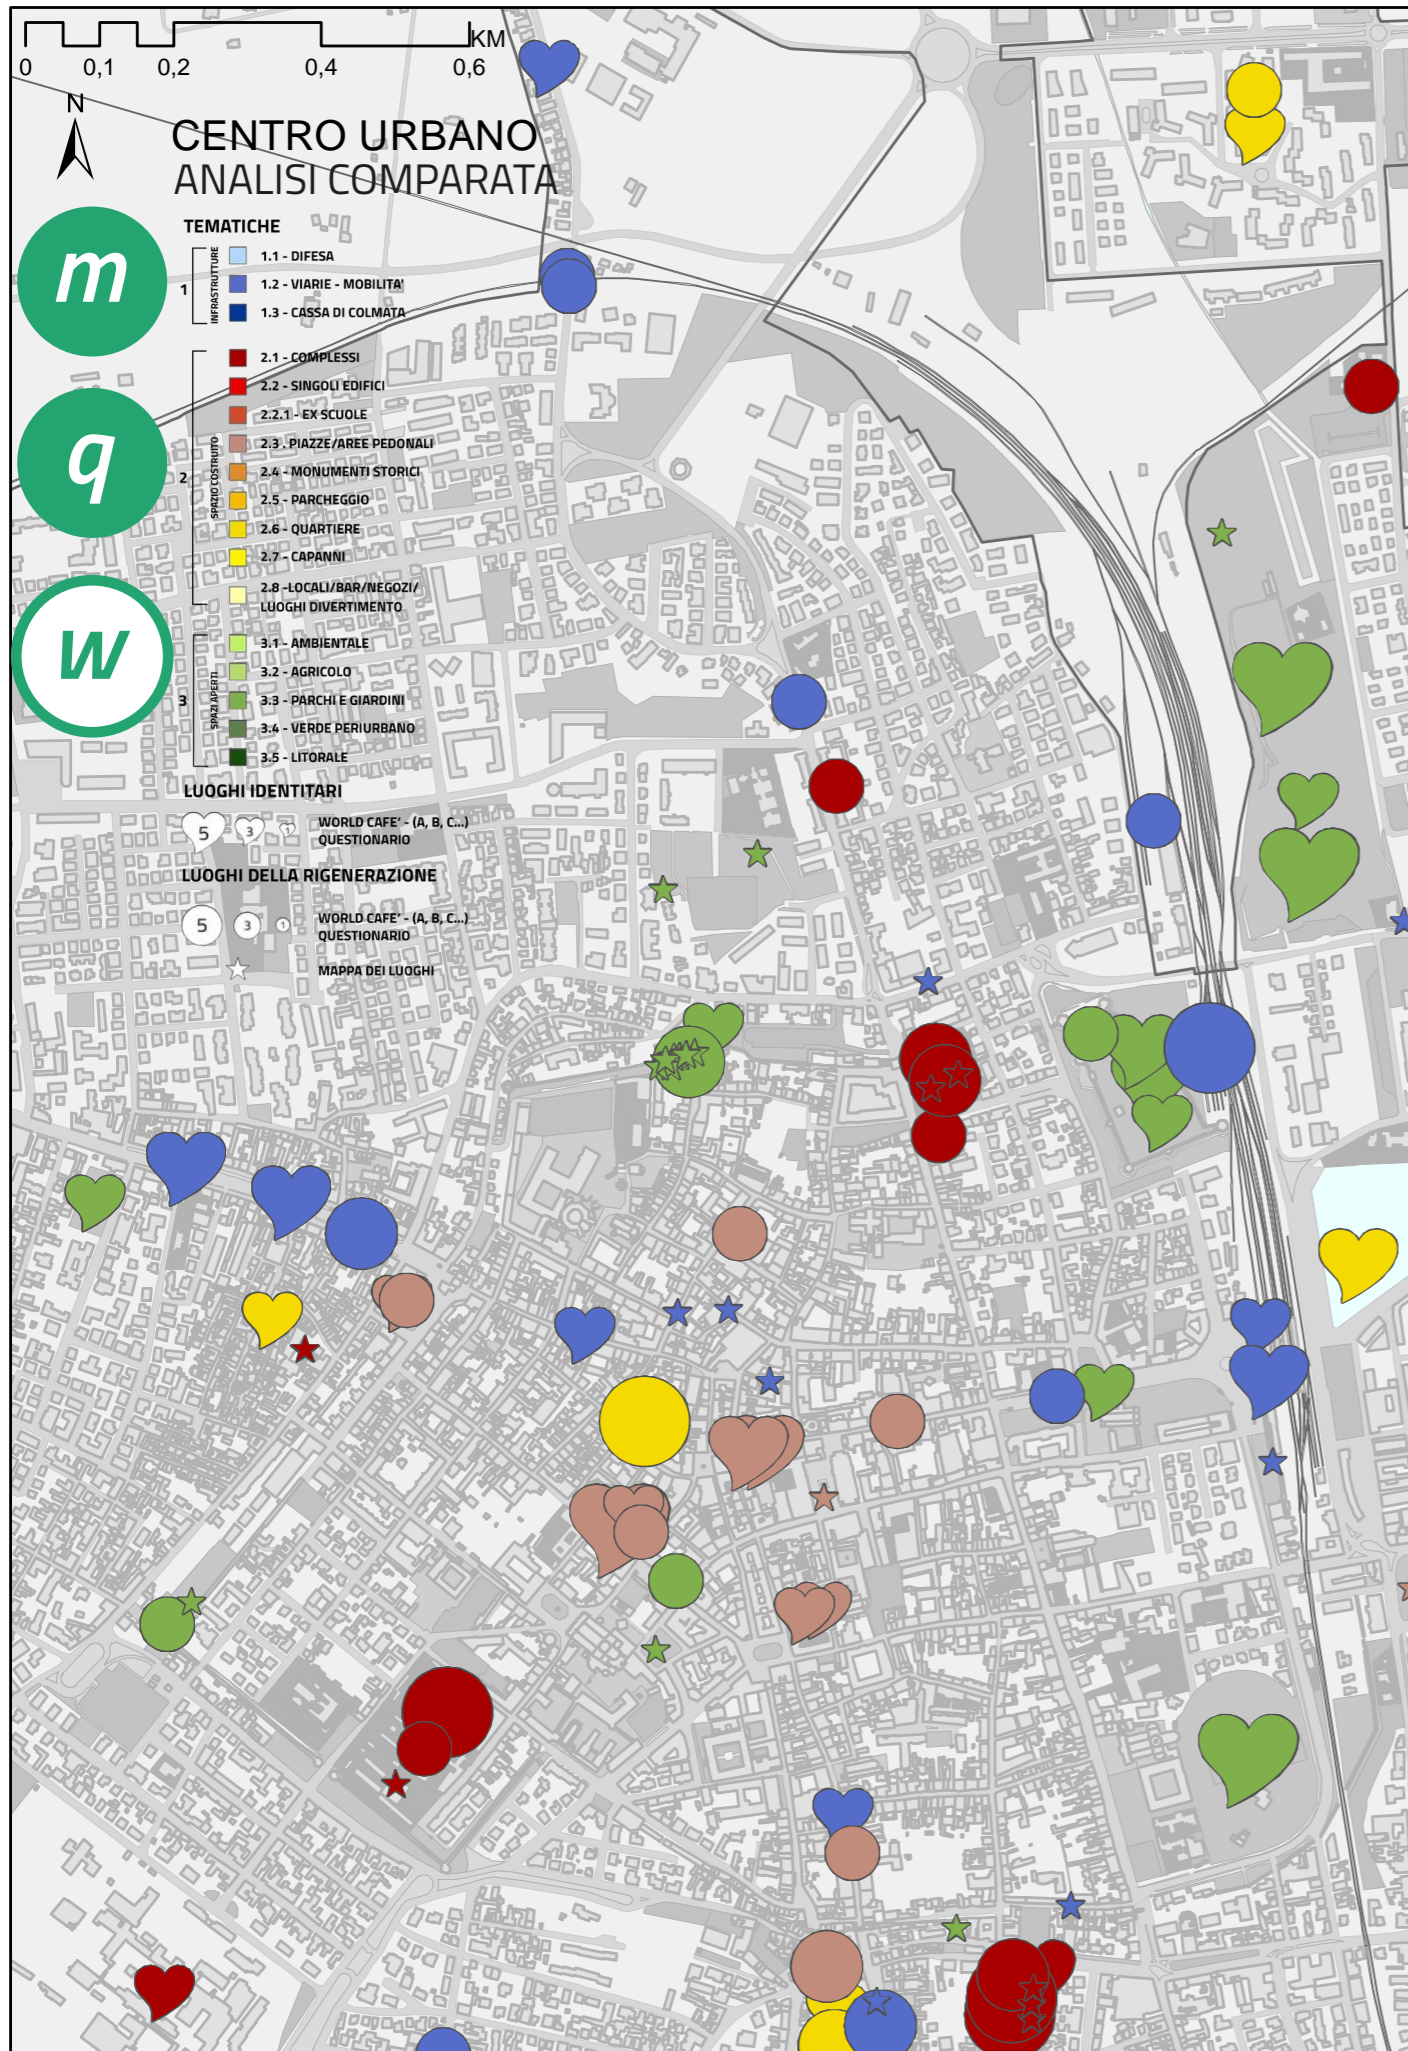 KM
0 0,1 0,2 0,4 0,6
N
CENTRO URBANO
ANALISI COMPARATA
m
q
w
TEMATICHE
1
INFRASTRUTTURE
1.1 - DIFESA
1.2 - VIARIE - MOBILITA'
1.3 - CASSA DI COLMATA
2
SPAZIO COSTRUITO
2.1 - COMPLESSI
2.2 - SINGOLI EDIFICI
2.2.1 - EX SCUOLE
2.3 . PIAZZE/AREE PEDONALI
2.4 - MONUMENTI STORICI
2.5 - PARCHEGGIO
2.6 - QUARTIERE
2.7 - CAPANNI
2.8 -LOCALI/BAR/NEGOZI/
LUOGHI DIVERTIMENTO
3
SPAZI APERTI
3.1 - AMBIENTALE
3.2 - AGRICOLO
3.3 - PARCHI E GIARDINI
3.4 - VERDE PERIURBANO
3.5 - LITORALE
LUOGHI IDENTITARI
5 3 1
WORLD CAFE' - (A, B, C...)
QUESTIONARIO
LUOGHI DELLA RIGENERAZIONE
5 3 1
WORLD CAFE' - (A, B, C...)
QUESTIONARIO
MAPPA DEI LUOGHI